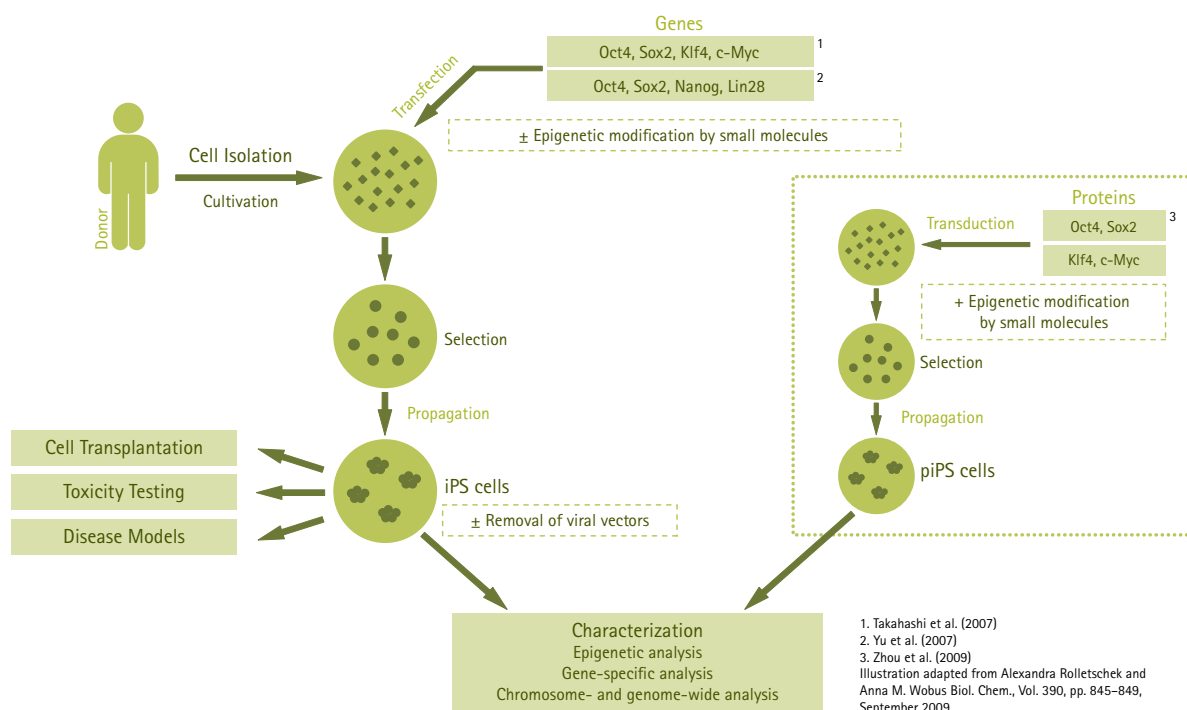 Genes
Oct4, Sox2, Klf4, c-Myc 1
Oct4, Sox2, Nanog, Lin28 2
Transfection
± Epigenetic modification by small molecules
Donor
Cell Isolation
Cultivation
Selection
Propagation
iPS cells
± Removal of viral vectors
Cell Transplantation
Toxicity Testing
Disease Models
Proteins
Oct4, Sox2 3
Klf4, c-Myc
Transduction
+ Epigenetic modification
by small molecules
Selection
Propagation
piPS cells
Characterization
Epigenetic analysis
Gene-specific analysis
Chromosome- and genome-wide analysis
1. Takahashi et al. (2007)
2. Yu et al. (2007)
3. Zhou et al. (2009)
Illustration adapted from Alexandra Rolletschek and
Anna M. Wobus Biol. Chem., Vol. 390, pp. 845–849,
September 2009